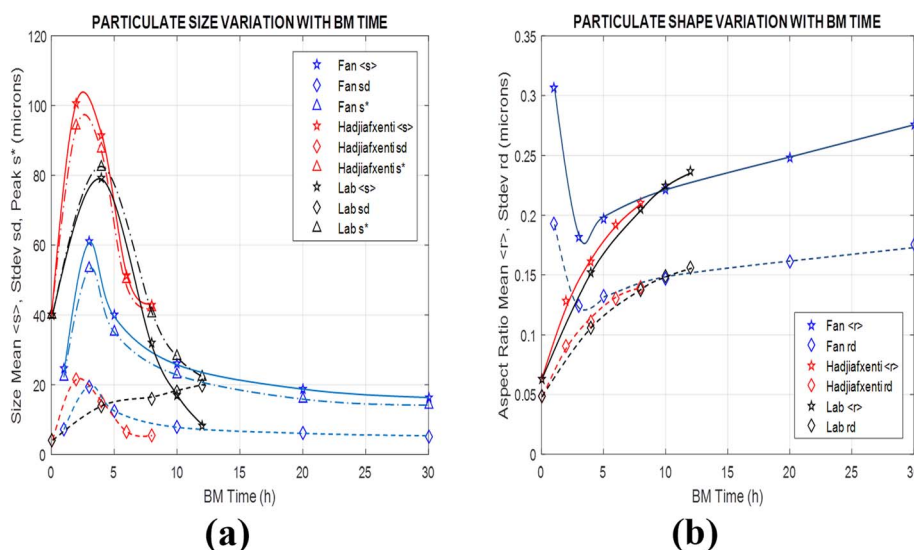 PARTICULATE SIZE VARIATION WITH BM TIME
Size Mean <s>, Stdev sd, Peak s* (microns)
120
100
80
60
40
20
0
Fan <s>
Fan sd
Fan s*
Hadjiafxenti <s>
Hadjiafxenti sd
Hadjiafxenti s*
Lab <s>
Lab sd
Lab s*
0 5 10 15 20 25 30
BM Time (h)
(a)
PARTICULATE SHAPE VARIATION WITH BM TIME
Aspect Ratio Mean <r>, Stdev rd (microns)
0.35
0.3
0.25
0.2
0.15
0.1
0.05
0
Fan <r>
Fan rd
Hadjiafxenti <r>
Hadjiafxenti rd
Lab <r>
Lab rd
0 5 10 15 20 25 30
BM Time (h)
(b)